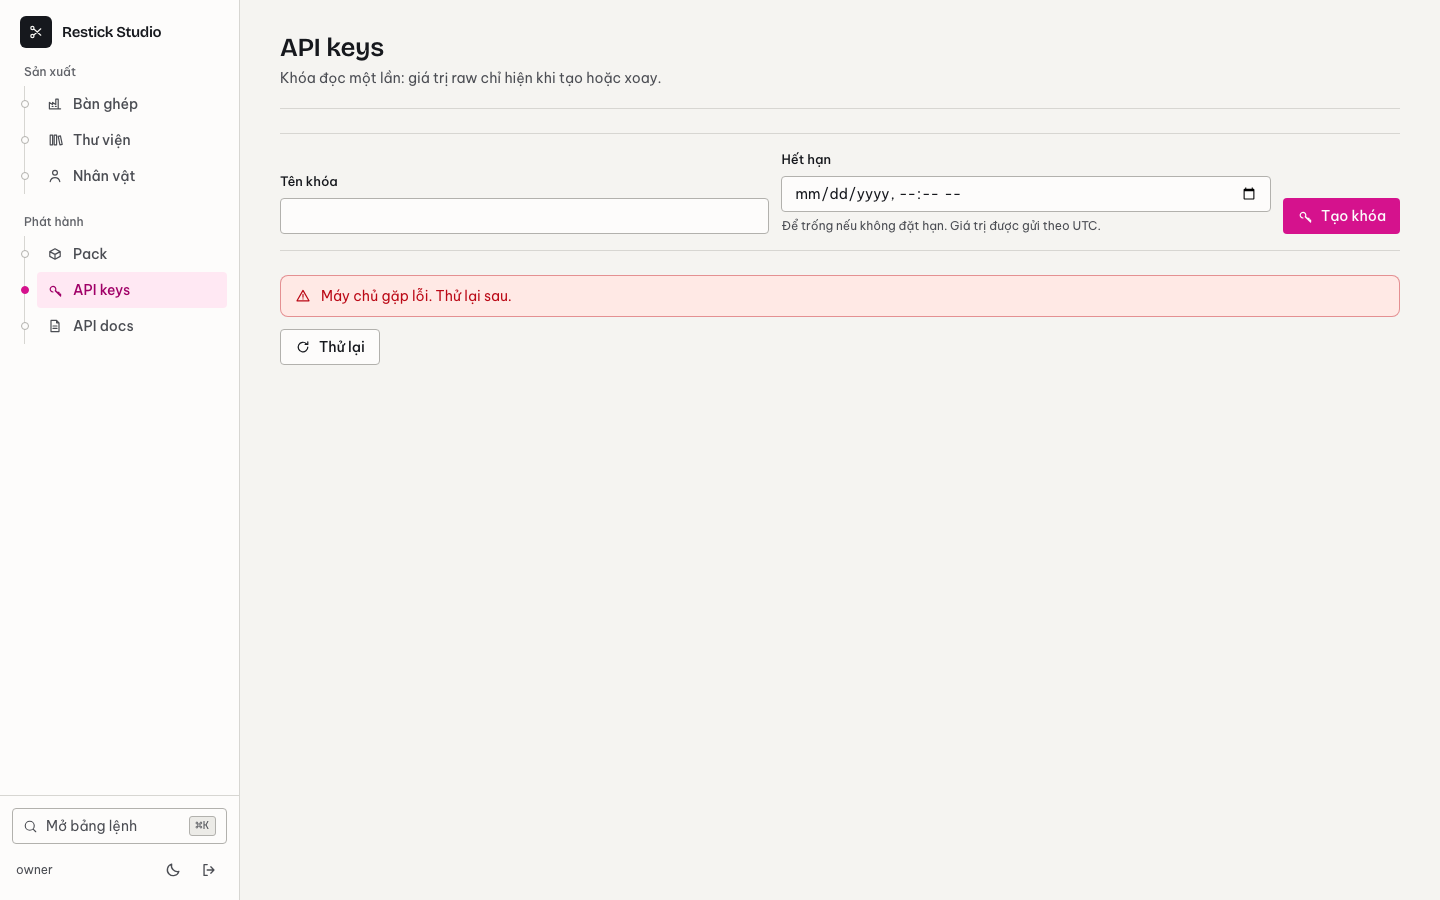 Restick Studio
Sản xuất
Bàn ghép
Thư viện
Nhân vật
Phát hành
Pack
API keys
API docs
Mở bảng lệnh
⌘K
owner
API keys
Khóa đọc một lần: giá trị raw chỉ hiện khi tạo hoặc xoay.
Tên khóa
Hết hạn
mm/dd/yyyy, --:-- --
Để trống nếu không đặt hạn. Giá trị được gửi theo UTC.
Tạo khóa
Máy chủ gặp lỗi. Thử lại sau.
Thử lại